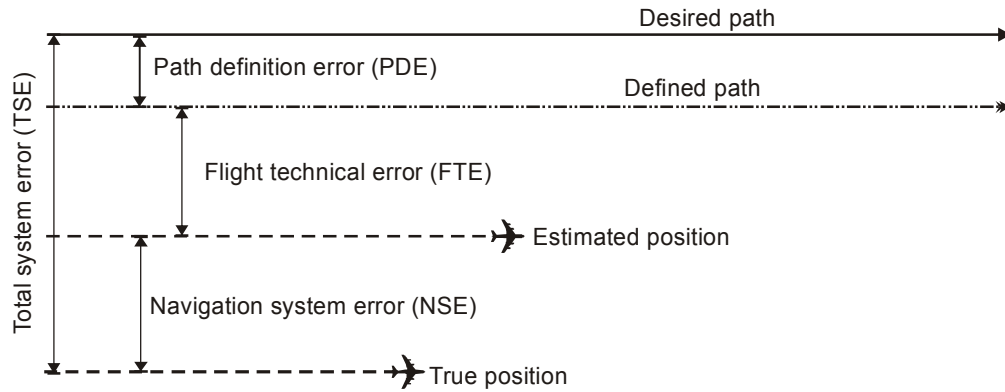 Desired path
Path definition error (PDE)
Defined path
Total system error (TSE)
Flight technical error (FTE)
Estimated position
Navigation system error (NSE)
True position